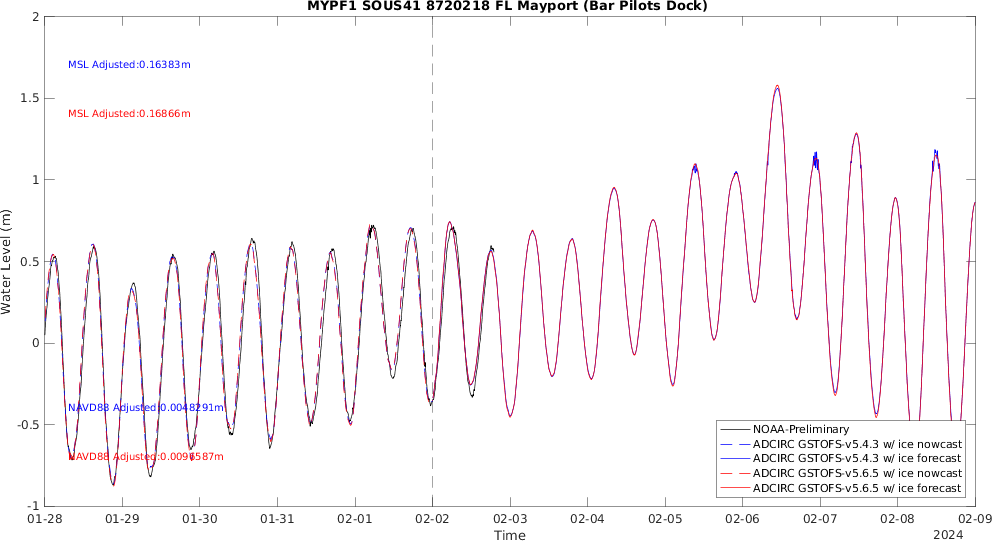 MYPF1 SOUS41 8720218 FL Mayport (Bar Pilots Dock)
2
1.5
1
0.5
0
-0.5
-1
Water Level (m)
MSL Adjusted:0.16383m
MSL Adjusted:0.16866m
NAVD88 Adjusted:0.0048291m
NAVD88 Adjusted:0.0096587m
NOAA-Preliminary
ADCIRC GSTOFS-v5.4.3 w/ ice nowcast
ADCIRC GSTOFS-v5.4.3 w/ ice forecast
ADCIRC GSTOFS-v5.6.5 w/ ice nowcast
ADCIRC GSTOFS-v5.6.5 w/ ice forecast
01-28 01-29 01-30 01-31 02-01 02-02 02-03 02-04 02-05 02-06 02-07 02-08 02-09
Time
2024